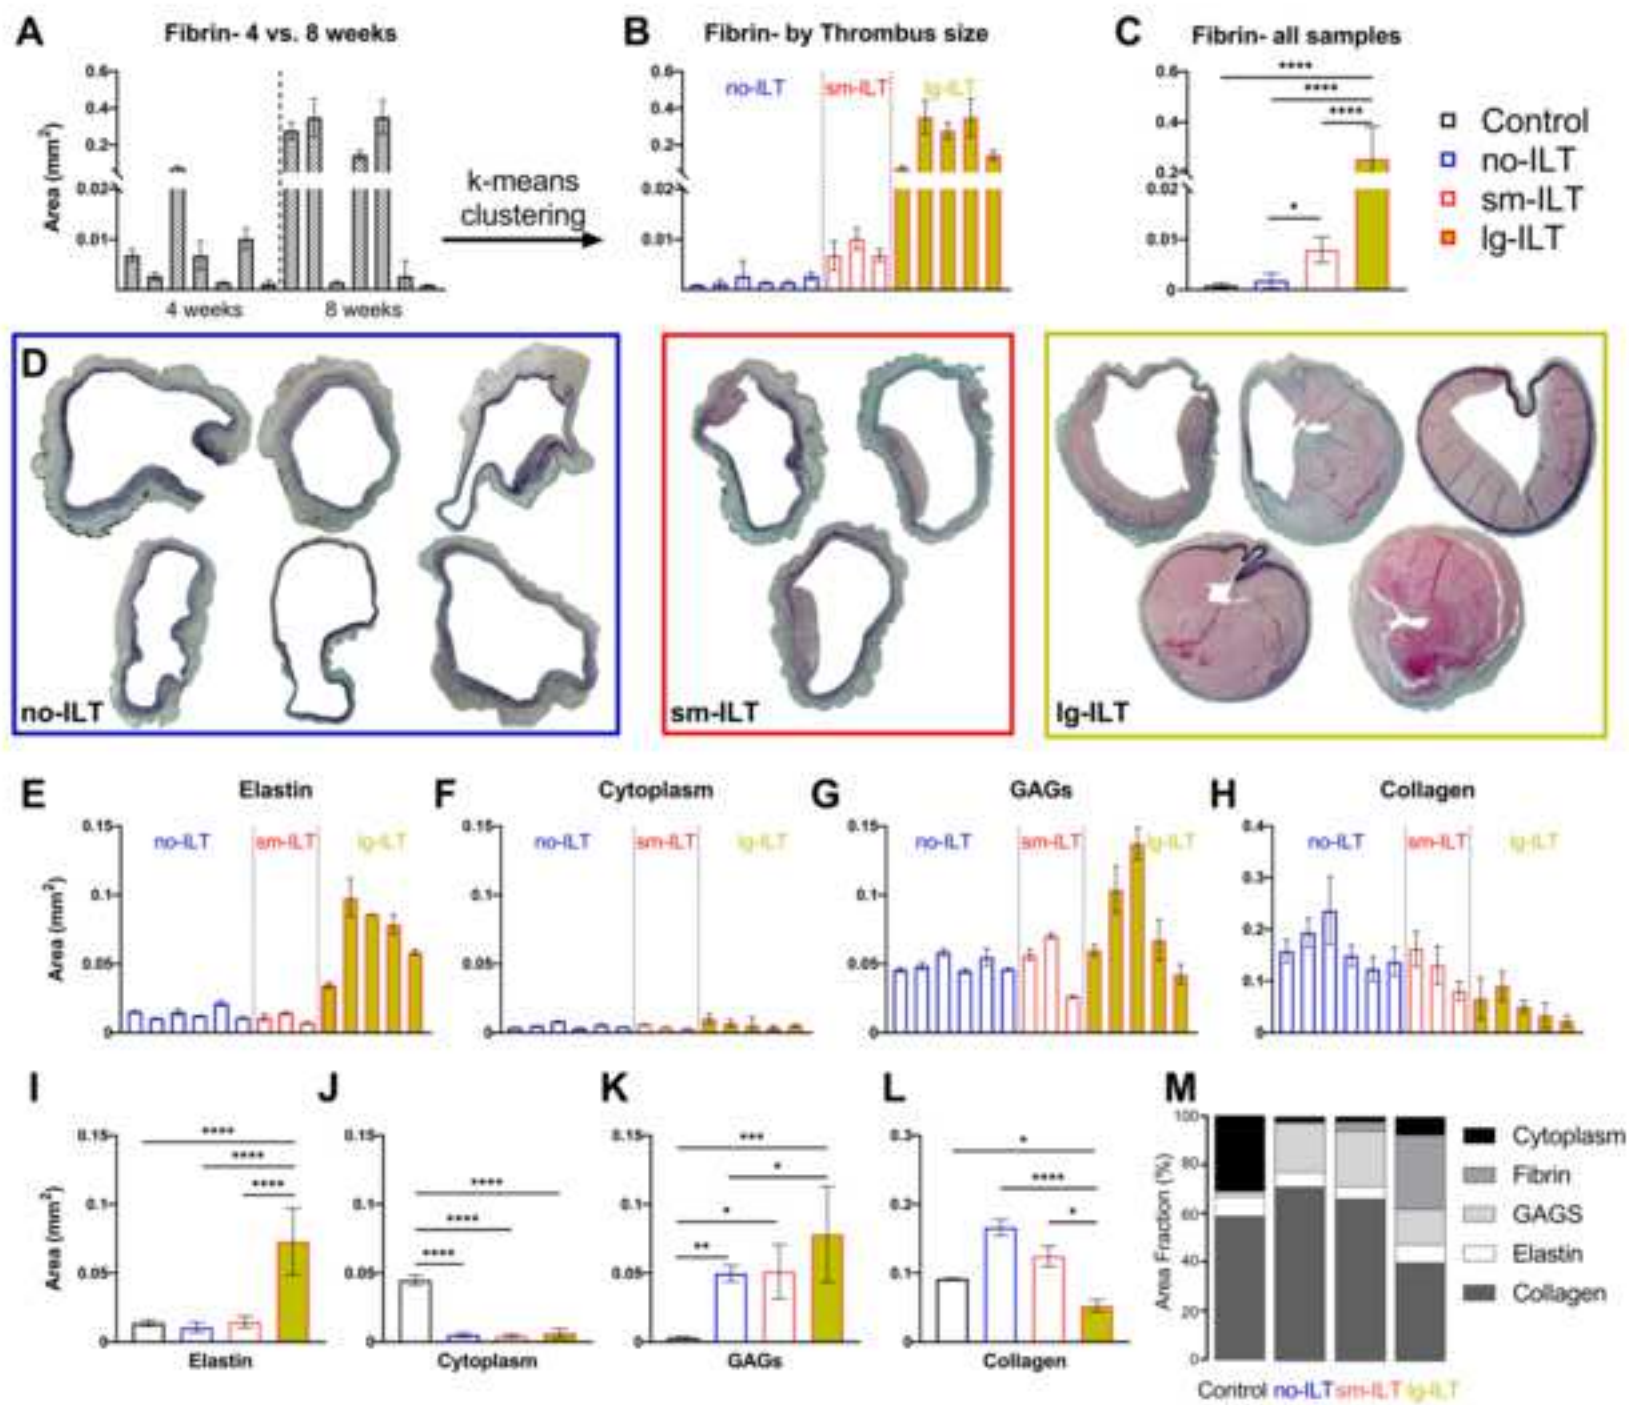 A Fibrin- 4 vs. 8 weeks
Area (mm²)
0.6
0.4
0.2
0.02
0.01
4 weeks 8 weeks
k-means
clustering
B Fibrin- by Thrombus size
0.6
0.4
0.2
0.02
0.01
no-ILT sm-ILT lg-ILT
C Fibrin- all samples
0.6
0.4
0.2
0.02
0.01
0
****
****
****
*
Control
no-ILT
sm-ILT
lg-ILT
D
no-ILT
sm-ILT
lg-ILT
E Elastin
Area (mm²)
0.15
0.1
0.05
0
no-ILT sm-ILT lg-ILT
F Cytoplasm
0.15
0.1
0.05
0
no-ILT sm-ILT lg-ILT
G GAGs
0.15
0.1
0.05
0
no-ILT sm-ILT lg-ILT
H Collagen
0.4
0.3
0.2
0.1
0
no-ILT sm-ILT lg-ILT
I
Area (mm²)
0.15
0.1
0.05
0
****
****
****
Elastin
J
0.15
0.1
0.05
0
****
****
****
Cytoplasm
K
0.15
0.1
0.05
0
***
*
*
**
GAGs
L
0.3
0.2
0.1
0
*
****
*
Collagen
M
Area Fraction (%)
100
80
60
40
20
0
Control no-ILT sm-ILT lg-ILT
Cytoplasm
Fibrin
GAGS
Elastin
Collagen